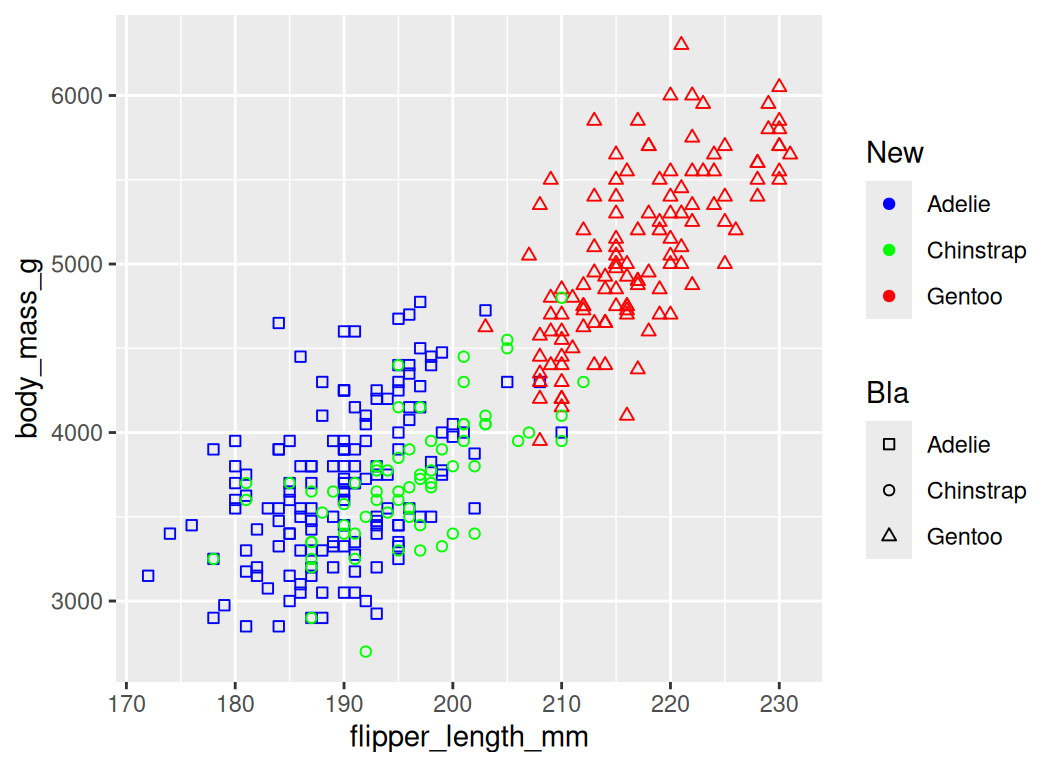 6000
5000
4000
3000
body_mass_g
170 180 190 200 210 220 230
flipper_length_mm
New
Adelie
Chinstrap
Gentoo
Bla
Adelie
Chinstrap
Gentoo